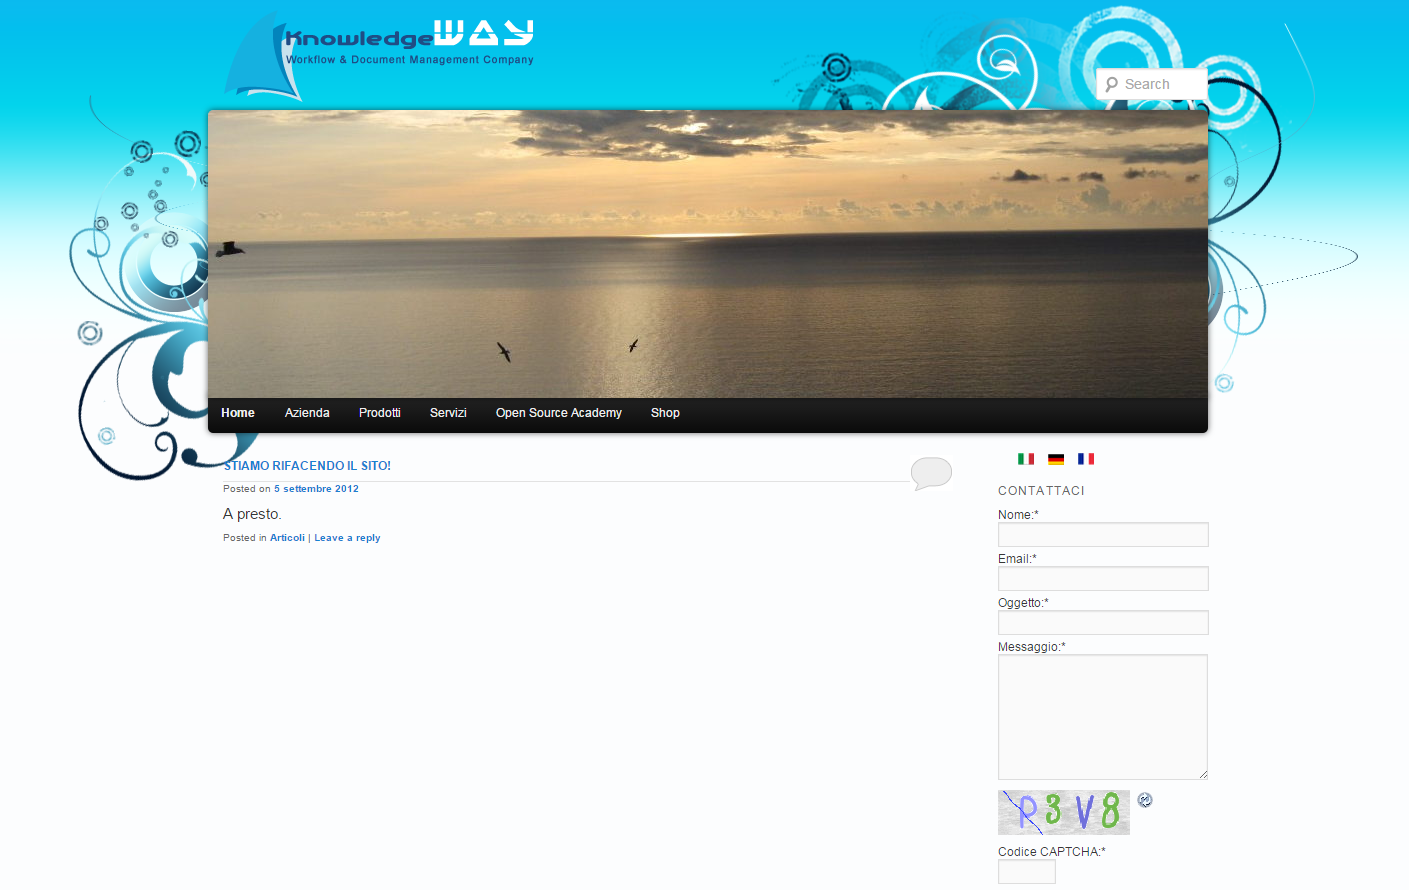 KnowledgeWAY
Workflow & Document Management Company
Search
Home Azienda Prodotti Servizi Open Source Academy Shop
STIAMO RIFACENDO IL SITO!
Posted on 5 settembre 2012
A presto.
Posted in Articoli | Leave a reply
CONTATTACI
Nome:*
Email:*
Oggetto:*
Messaggio:*
P3V8
Codice CAPTCHA:*